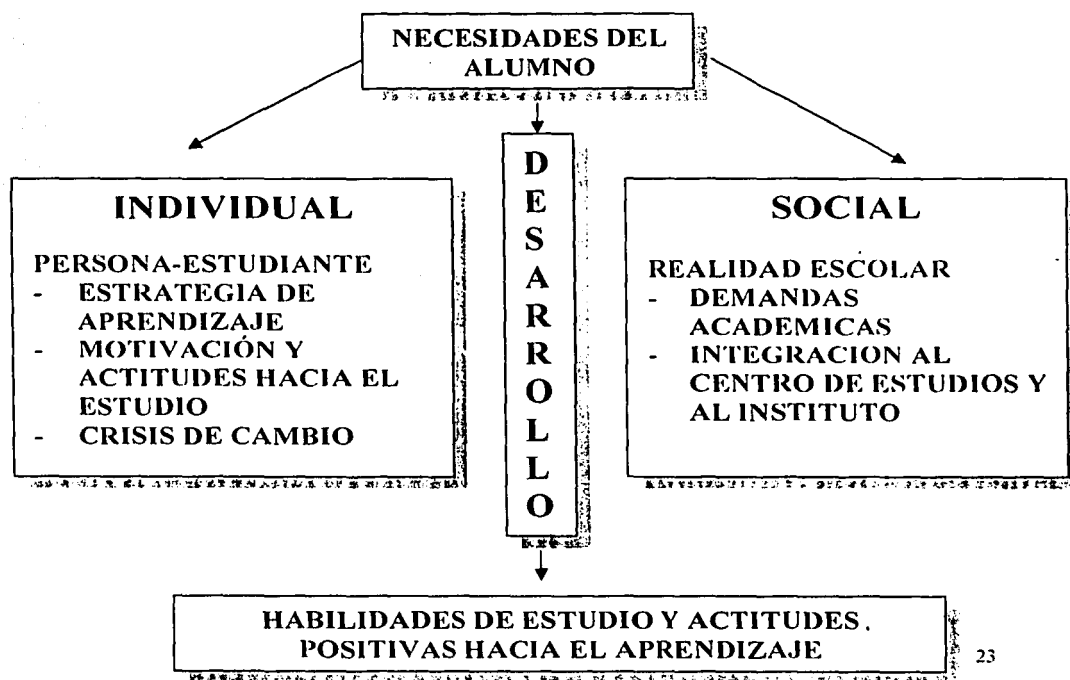 NECESIDADES DEL
ALUMNO
INDIVIDUAL
PERSONA-ESTUDIANTE
- ESTRATEGIA DE
APRENDIZAJE
- MOTIVACIÓN Y
ACTITUDES HACIA EL
ESTUDIO
- CRISIS DE CAMBIO
D
E
S
A
R
R
O
L
L
O
SOCIAL
REALIDAD ESCOLAR
- DEMANDAS
ACADEMICAS
- INTEGRACION AL
CENTRO DE ESTUDIOS Y
AL INSTITUTO
HABILIDADES DE ESTUDIO Y ACTITUDES
POSITIVAS HACIA EL APRENDIZAJE
23